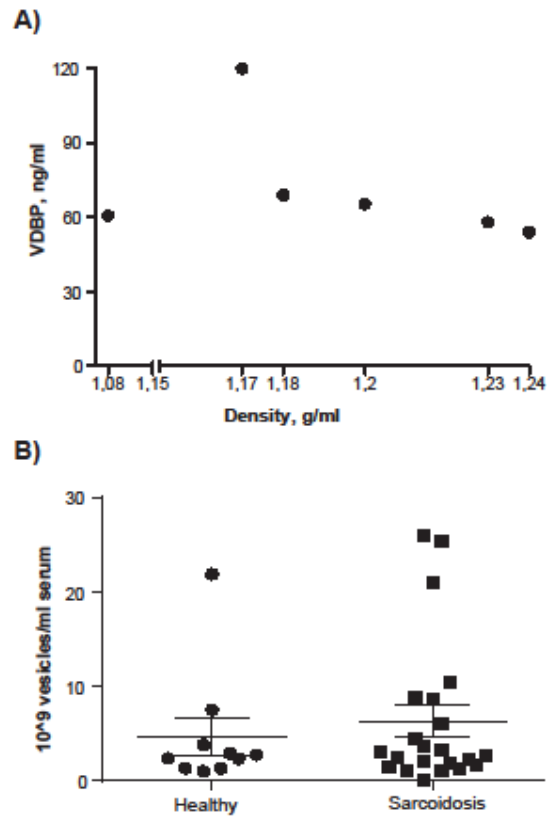 A)
120
90
60
30
0
VDBP, ng/ml
1,08 1,15 1,17 1,18 1,2 1,23 1,24
Density, g/ml
B)
30
20
10
0
10^9 vesicles/ml serum
Healthy Sarcoidosis